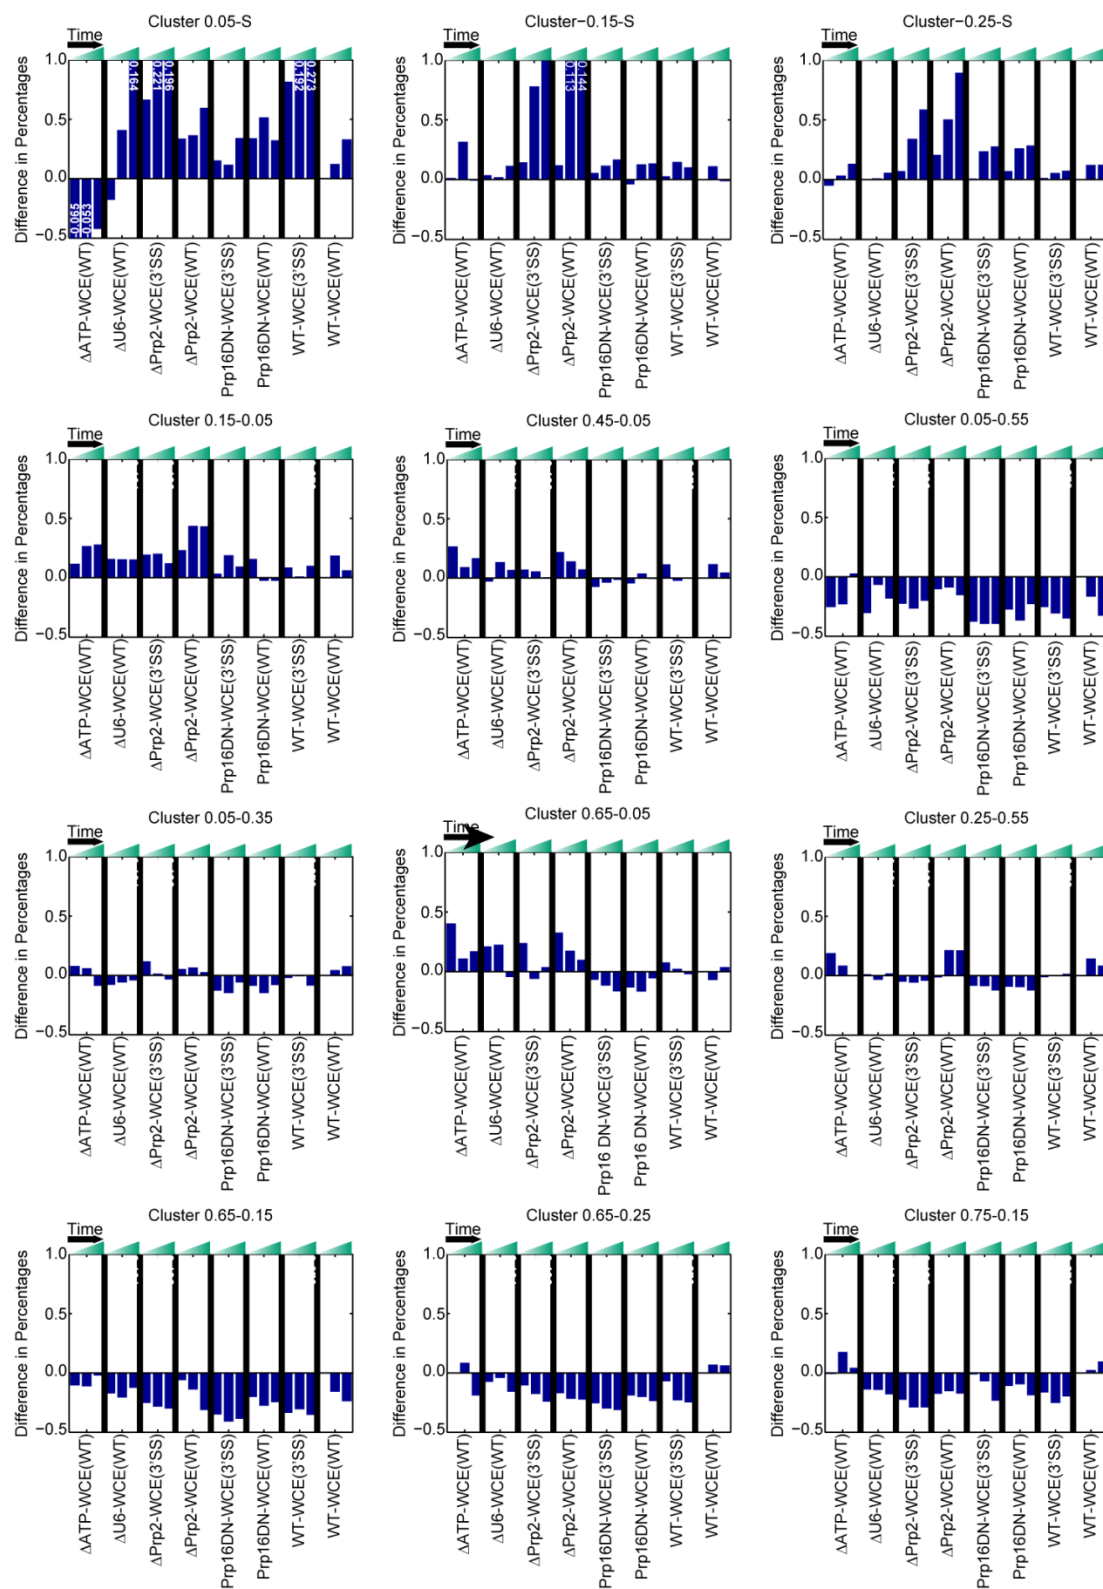 Cluster 0.05-S
Time
Difference in Percentages
1.0
0.5
0.0
−0.5
-0.065
-0.053
0.164
0.221
0.196
0.192
0.273
ΔATP-WCE(WT)
ΔU6-WCE(WT)
ΔPrp2-WCE(3'SS)
ΔPrp2-WCE(WT)
Prp16DN-WCE(3'SS)
Prp16DN-WCE(WT)
WT-WCE(3'SS)
WT-WCE(WT)
Cluster−0.15-S
Time
Difference in Percentages
1.0
0.5
0.0
−0.5
0.113
0.144
ΔATP-WCE(WT)
ΔU6-WCE(WT)
ΔPrp2-WCE(3'SS)
ΔPrp2-WCE(WT)
Prp16DN-WCE(3'SS)
Prp16DN-WCE(WT)
WT-WCE(3'SS)
WT-WCE(WT)
Cluster−0.25-S
Time
Difference in Percentages
1.0
0.5
0.0
−0.5
ΔATP-WCE(WT)
ΔU6-WCE(WT)
ΔPrp2-WCE(3'SS)
ΔPrp2-WCE(WT)
Prp16DN-WCE(3'SS)
Prp16DN-WCE(WT)
WT-WCE(3'SS)
WT-WCE(WT)
Cluster 0.15-0.05
Time
Difference in Percentages
1.0
0.5
0.0
−0.5
ΔATP-WCE(WT)
ΔU6-WCE(WT)
ΔPrp2-WCE(3'SS)
ΔPrp2-WCE(WT)
Prp16DN-WCE(3'SS)
Prp16DN-WCE(WT)
WT-WCE(3'SS)
WT-WCE(WT)
Cluster 0.45-0.05
Time
Difference in Percentages
1.0
0.5
0.0
−0.5
ΔATP-WCE(WT)
ΔU6-WCE(WT)
ΔPrp2-WCE(3'SS)
ΔPrp2-WCE(WT)
Prp16DN-WCE(3'SS)
Prp16DN-WCE(WT)
WT-WCE(3'SS)
WT-WCE(WT)
Cluster 0.05-0.55
Time
Difference in Percentages
1.0
0.5
0.0
−0.5
ΔATP-WCE(WT)
ΔU6-WCE(WT)
ΔPrp2-WCE(3'SS)
ΔPrp2-WCE(WT)
Prp16DN-WCE(3'SS)
Prp16DN-WCE(WT)
WT-WCE(3'SS)
WT-WCE(WT)
Cluster 0.05-0.35
Time
Difference in Percentages
1.0
0.5
0.0
−0.5
ΔATP-WCE(WT)
ΔU6-WCE(WT)
ΔPrp2-WCE(3'SS)
ΔPrp2-WCE(WT)
Prp16DN-WCE(3'SS)
Prp16DN-WCE(WT)
WT-WCE(3'SS)
WT-WCE(WT)
Cluster 0.65-0.05
Time
Difference in Percentages
1.0
0.5
0.0
−0.5
ΔATP-WCE(WT)
ΔU6-WCE(WT)
ΔPrp2-WCE(3'SS)
ΔPrp2-WCE(WT)
Prp16 DN-WCE(3'SS)
Prp16 DN-WCE(WT)
WT-WCE(3'SS)
WT-WCE(WT)
Cluster 0.25-0.55
Time
Difference in Percentages
1.0
0.5
0.0
−0.5
ΔATP-WCE(WT)
ΔU6-WCE(WT)
ΔPrp2-WCE(3'SS)
ΔPrp2-WCE(WT)
Prp16DN-WCE(3'SS)
Prp16DN-WCE(WT)
WT-WCE(3'SS)
WT-WCE(WT)
Cluster 0.65-0.15
Time
Difference in Percentages
1.0
0.5
0.0
−0.5
ΔATP-WCE(WT)
ΔU6-WCE(WT)
ΔPrp2-WCE(3'SS)
ΔPrp2-WCE(WT)
Prp16DN-WCE(3'SS)
Prp16DN-WCE(WT)
WT-WCE(3'SS)
WT-WCE(WT)
Cluster 0.65-0.25
Time
Difference in Percentages
1.0
0.5
0.0
−0.5
ΔATP-WCE(WT)
ΔU6-WCE(WT)
ΔPrp2-WCE(3'SS)
ΔPrp2-WCE(WT)
Prp16DN-WCE(3'SS)
Prp16DN-WCE(WT)
WT-WCE(3'SS)
WT-WCE(WT)
Cluster 0.75-0.15
Time
Difference in Percentages
1.0
0.5
0.0
−0.5
ΔATP-WCE(WT)
ΔU6-WCE(WT)
ΔPrp2-WCE(3'SS)
ΔPrp2-WCE(WT)
Prp16DN-WCE(3'SS)
Prp16DN-WCE(WT)
WT-WCE(3'SS)
WT-WCE(WT)